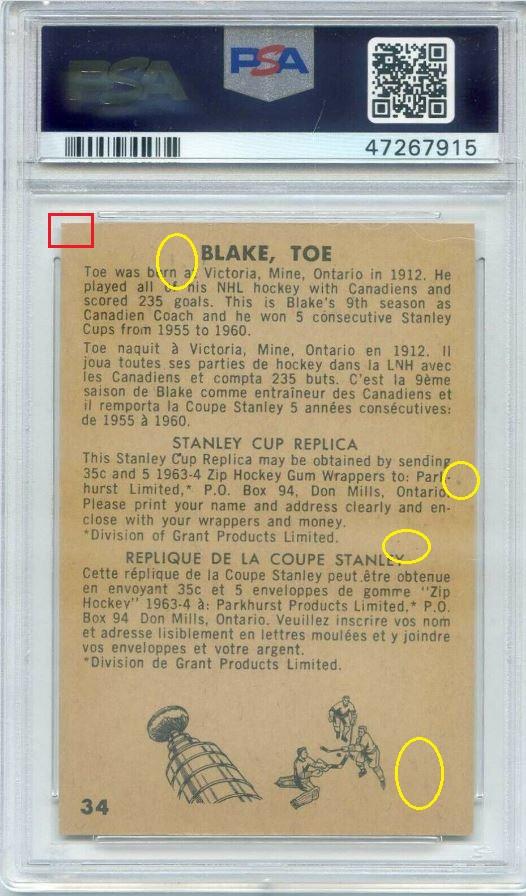 PSA
PSA
47267915
BLAKE, TOE
Toe was born at Victoria, Mine, Ontario in 1912. He
played all of his NHL hockey with Canadiens and
scored 235 goals. This is Blake's 9th season as
Canadien Coach and he won 5 consecutive Stanley
Cups from 1955 to 1960.
Toe naquit à Victoria, Mine, Ontario en 1912. Il
joua toutes ses parties de hockey dans la LNH avec
les Canadiens et compta 235 buts. C'est la 9ème
saison de Blake comme entraîneur des Canadiens et
il remporta la Coupe Stanley 5 années consécutives:
de 1955 à 1960.
STANLEY CUP REPLICA
This Stanley Cup Replica may be obtained by sending
35c and 5 1963-4 Zip Hockey Gum Wrappers to: Park-
hurst Limited,* P.O. Box 94, Don Mills, Ontario.
Please print your name and address clearly and en-
close with your wrappers and money.
*Division of Grant Products Limited.
REPLIQUE DE LA COUPE STANLEY
Cette réplique de la Coupe Stanley peut être obtenue
en envoyant 35c et 5 enveloppes de gomme "Zip
Hockey" 1963-4 à: Parkhurst Products Limited,* P.O.
Box 94 Don Mills, Ontario. Veuillez inscrire vos nom
et adresse lisiblement en lettres moulées et y joindre
vos enveloppes et votre argent.
*Division de Grant Products Limited.
34